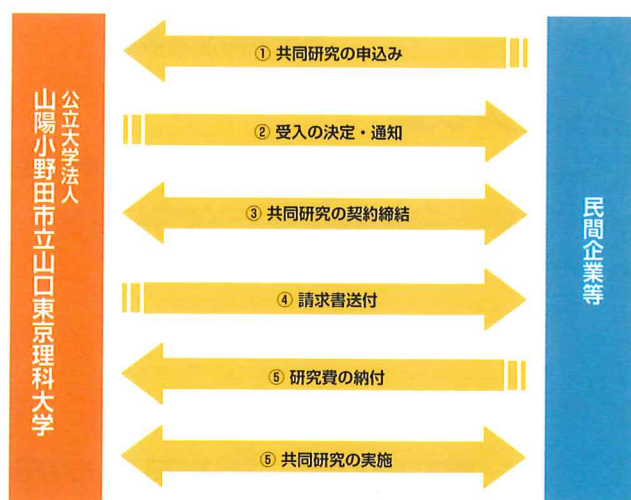 公立大学法人
山陽小野田市立山口東京理科大学
① 共同研究の申込み
② 受入の決定・通知
③ 共同研究の契約締結
④ 請求書送付
⑤ 研究費の納付
⑤ 共同研究の実施
民間企業等